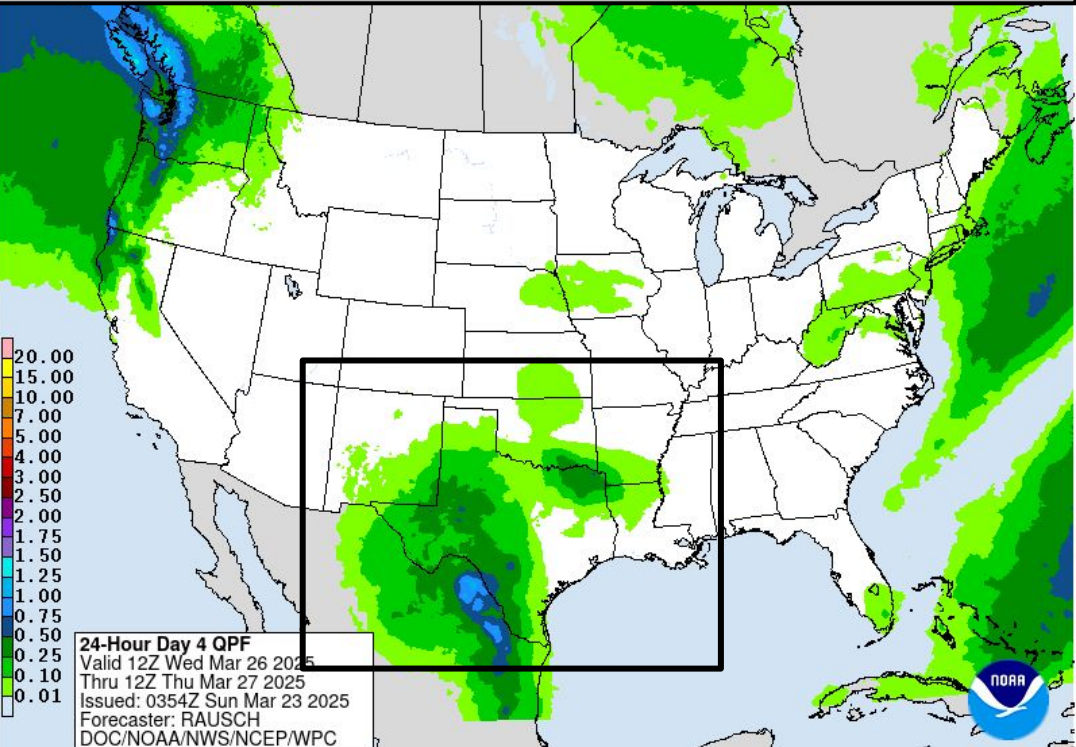 20.00
15.00
10.00
7.00
5.00
4.00
3.00
2.50
2.00
1.75
1.50
1.25
1.00
0.75
0.50
0.25
0.10
0.01
24-Hour Day 4 QPF
Valid 12Z Wed Mar 26 2025
Thru 12Z Thu Mar 27 2025
Issued: 0354Z Sun Mar 23 2025
Forecaster: RAUSCH
DOC/NOAA/NWS/NCEP/WPC
NOAA